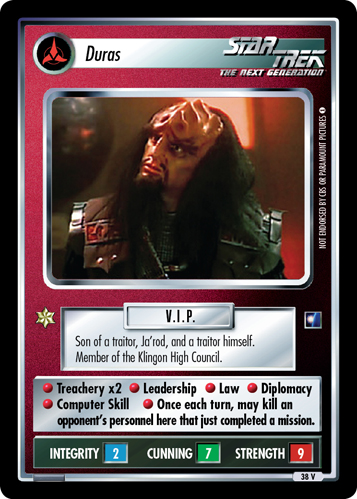 Duras
STAR TREK
THE NEXT GENERATION
NOT ENDORSED BY CBS OR PARAMOUNT PICTURES
V.I.P.
Son of a traitor, Ja'rod, and a traitor himself.
Member of the Klingon High Council.
• Treachery x2 • Leadership • Law • Diplomacy
• Computer Skill • Once each turn, may kill an
opponent's personnel here that just completed a mission.
INTEGRITY 2 CUNNING 7 STRENGTH 9
38 V